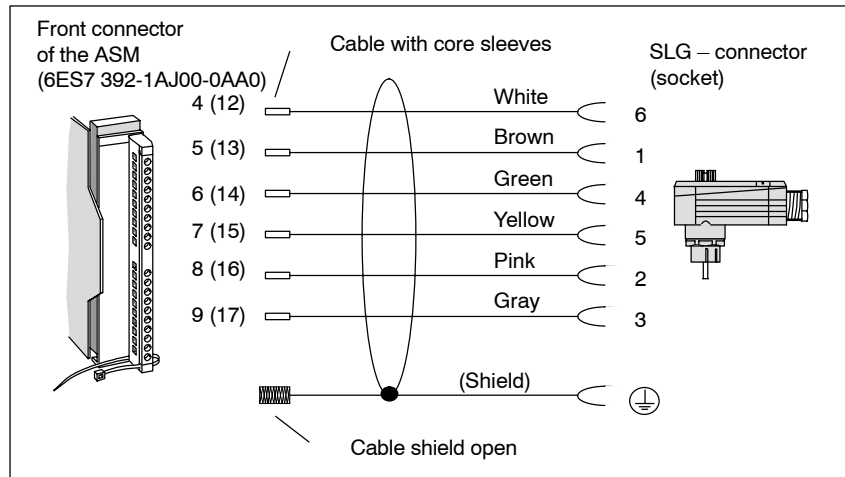 Front connector
of the ASM
(6ES7 392-1AJ00-0AA0)
Cable with core sleeves
SLG – connector
(socket)
4 (12) White 6
5 (13) Brown 1
6 (14) Green 4
7 (15) Yellow 5
8 (16) Pink 2
9 (17) Gray 3
(Shield)
Cable shield open